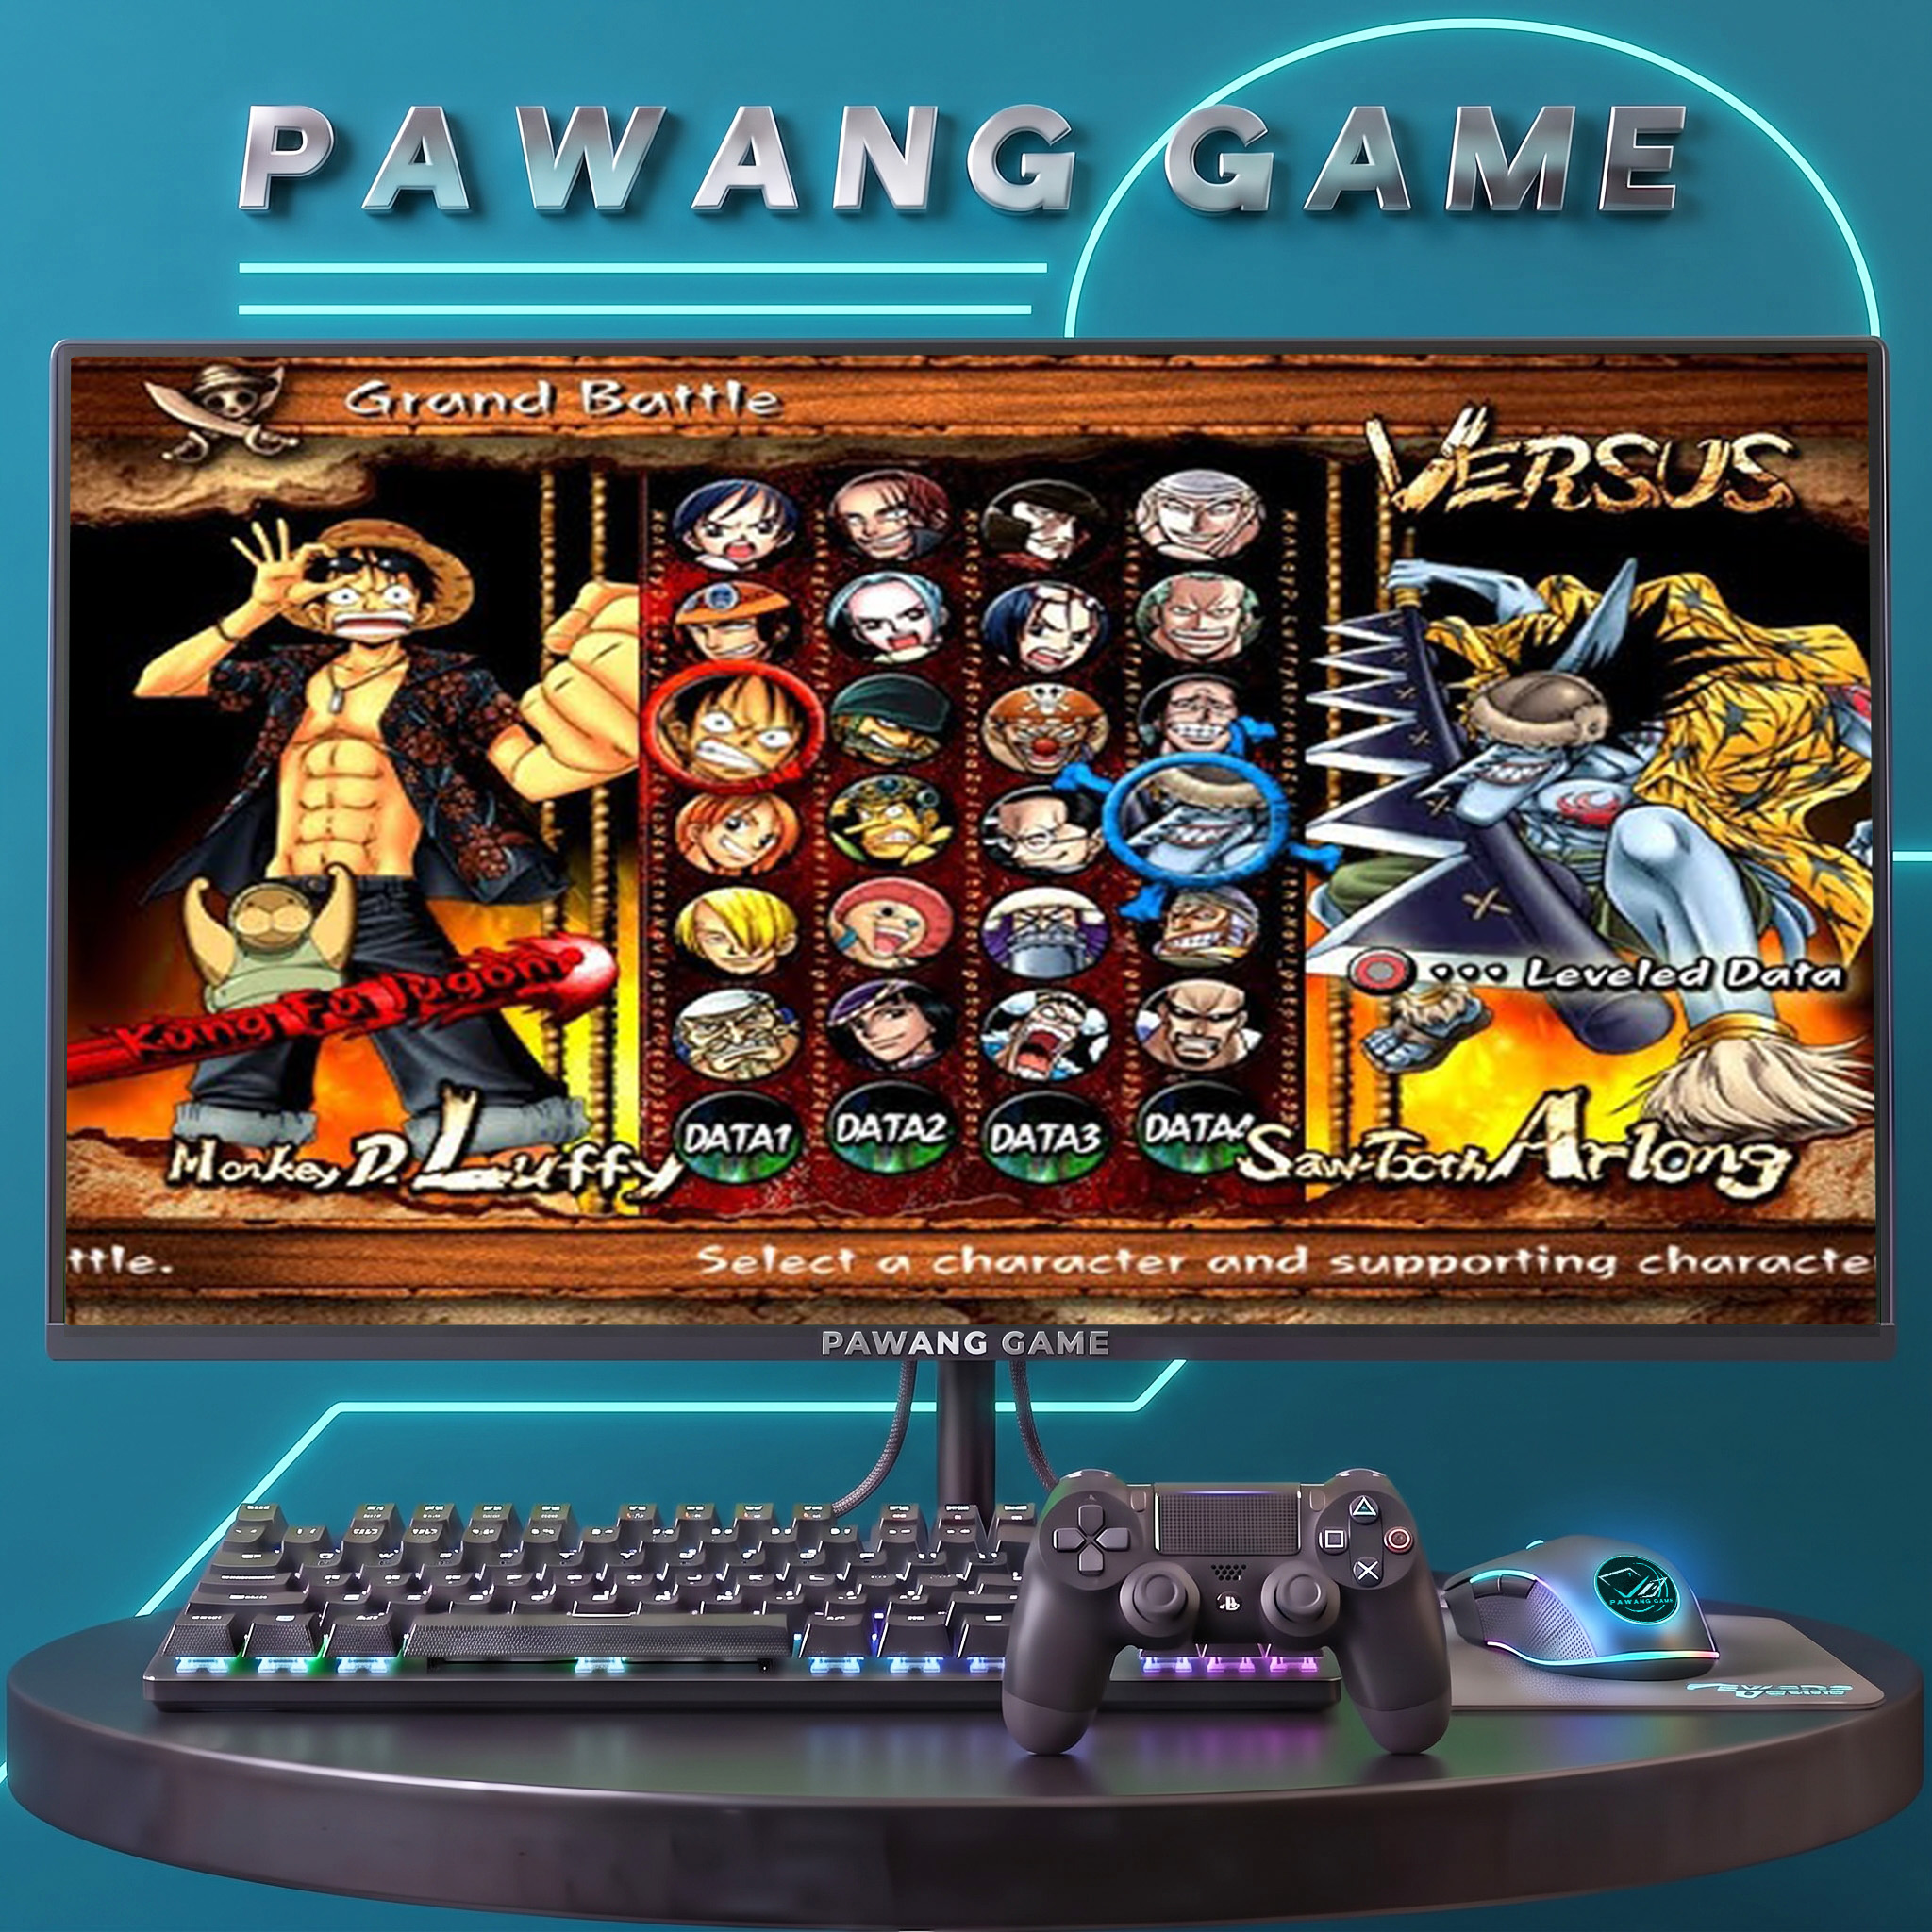 PAWANG GAME
Grand Battle
VERSUS
Kung Fu Jugon
Leveled Data
Monkey D. Luffy
DATA1
DATA2
DATA3
DATA4
Saw-Tooth Arlong
ttle.
Select a character and supporting characte
PAWANG GAME
PAWANG GAME